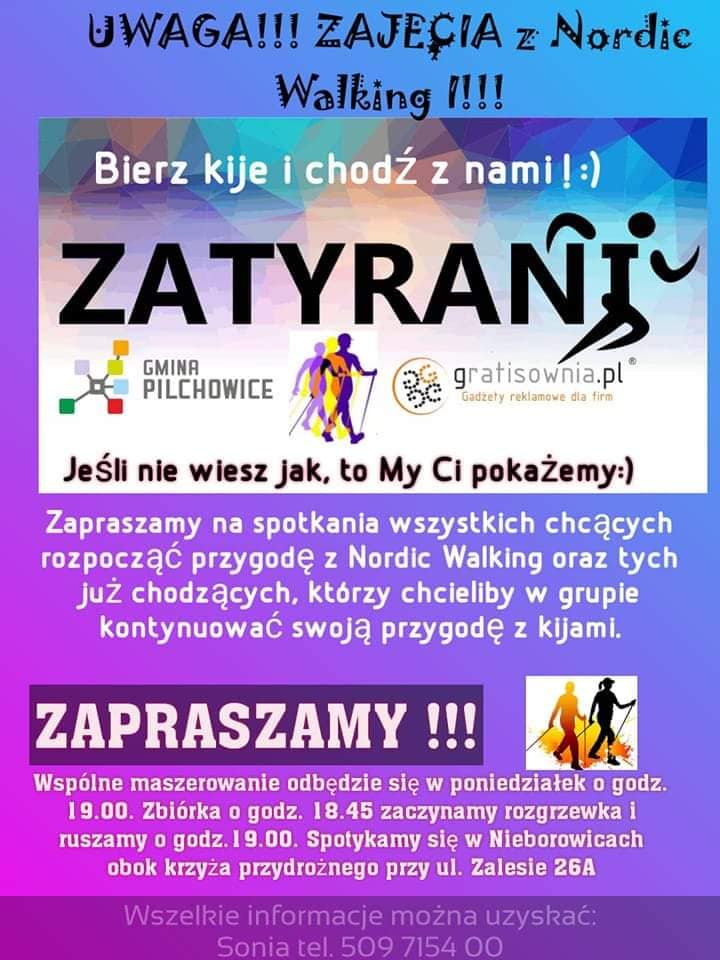 UWAGA!!! ZAJĘCIA z Nordic
Walking !!!!
Bierz kije i chodź z nami!:)
ZATYRANI
GMINA
PILCHOWICE
gratisownia.pl®
Gadżety reklamowe dla firm
Jeśli nie wiesz jak, to My Ci pokażemy:)
Zapraszamy na spotkania wszystkich chcących
rozpocząć przygodę z Nordic Walking oraz tych
już chodzących, którzy chcieliby w grupie
kontynuować swoją przygodę z kijami.
ZAPRASZAMY !!!
Wspólne maszerowanie odbędzie się w poniedziałek o godz.
19.00. Zbiórka o godz. 18.45 zaczynamy rozgrzewka i
ruszamy o godz.19.00. Spotykamy się w Nieborowicach
obok krzyża przydrożnego przy ul. Zalesie 26A
Wszelkie informacje można uzyskać:
Sonia tel. 509 7154 00